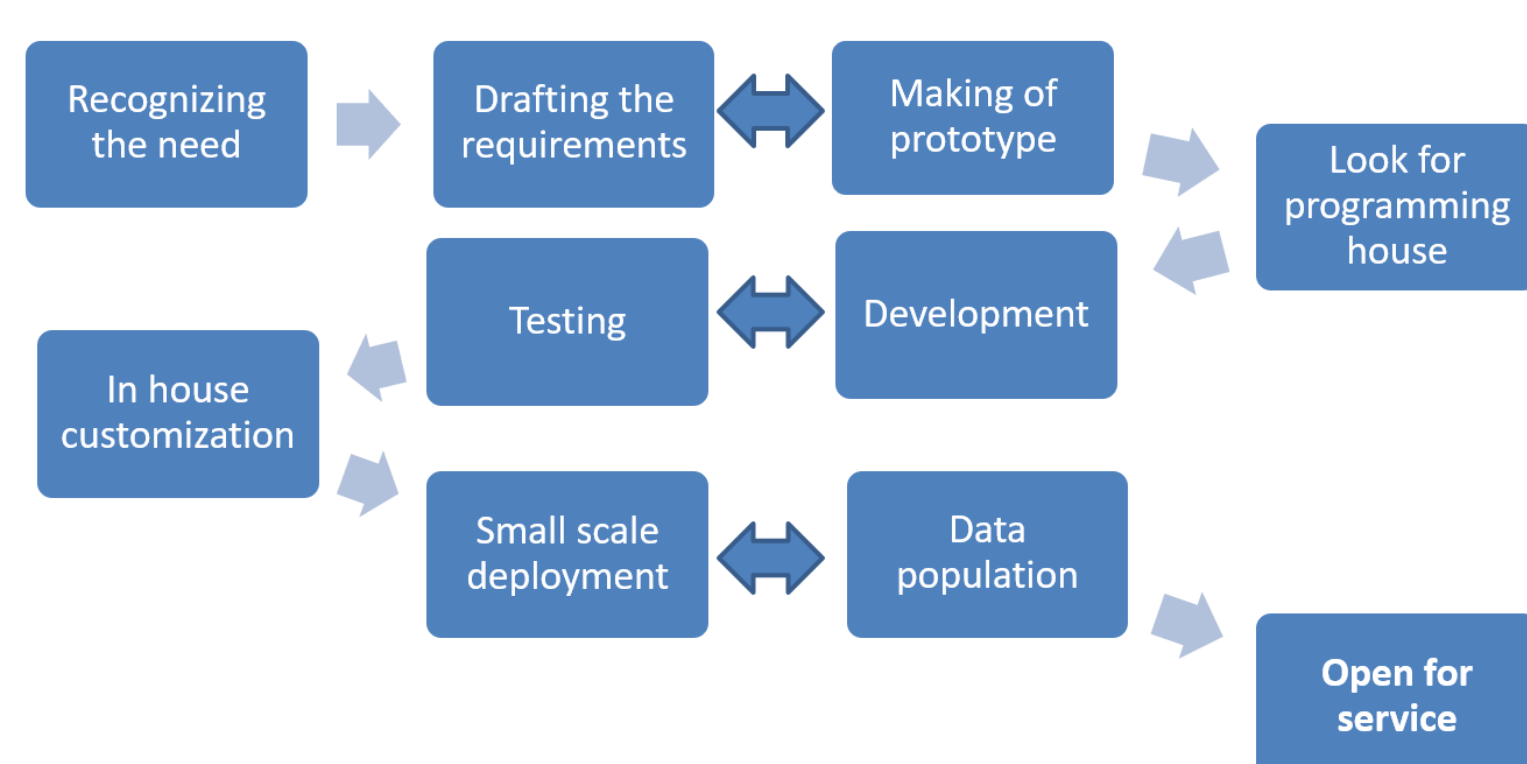 Recognizing
the need
Drafting the
requirements
Making of
prototype
Look for
programming
house
Development
Testing
In house
customization
Small scale
deployment
Data
population
Open for
service